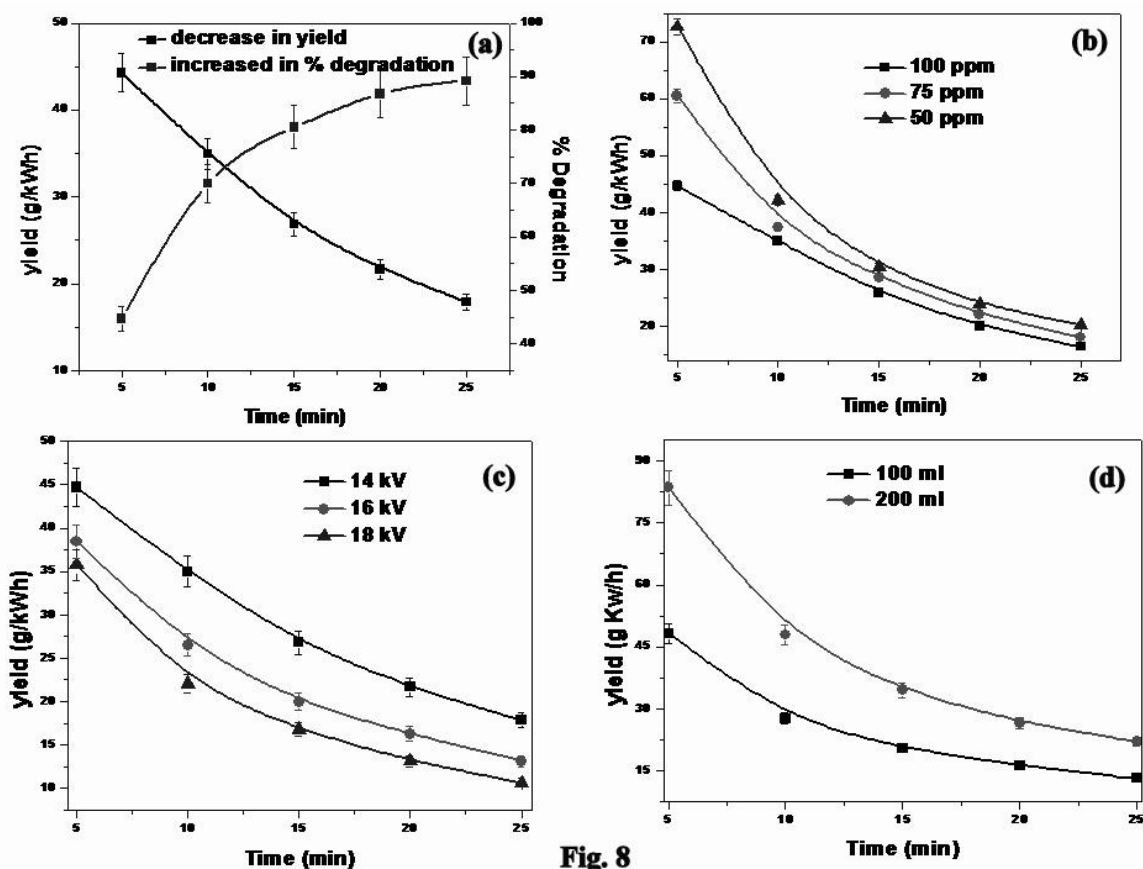 (a)
decrease in yield
increased in % degradation
yield (g/kWh)
50
40
30
20
10
100
90
80
70
60
50
40
% Degradation
5 10 15 20 25
Time (min)
(b)
100 ppm
75 ppm
50 ppm
yield (g/kWh)
70
60
50
40
30
20
5 10 15 20 25
Time (min)
(c)
14 kV
16 kV
18 kV
yield (g/kWh)
50
45
40
35
30
25
20
15
10
5 10 15 20 25
Time (min)
(d)
100 ml
200 ml
yield (g Kw/h)
90
75
60
45
30
15
5 10 15 20 25
Time (min)
Fig. 8